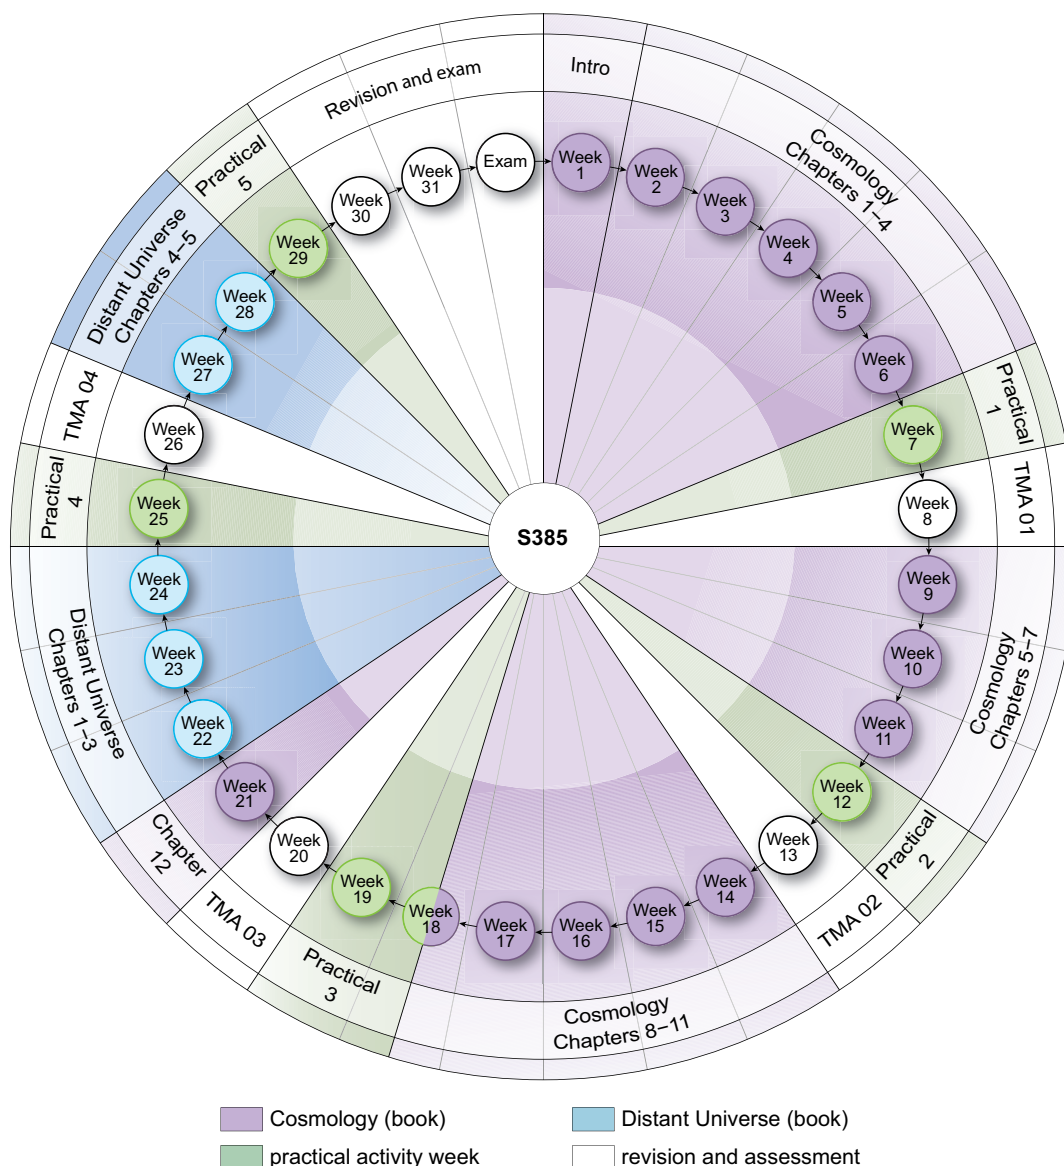 Revision and exam
Intro
Cosmology
Chapters 1–4
Practical
1
TMA 01
Cosmology
Chapters 5–7
Practical
2
TMA 02
Cosmology
Chapters 8–11
Practical
3
TMA 03
Chapter
12
Distant Universe
Chapters 1–3
Practical
4
TMA 04
Distant Universe
Chapters 4–5
Practical
5
Week
1
Week
2
Week
3
Week
4
Week
5
Week
6
Week
7
Week
8
Week
9
Week
10
Week
11
Week
12
Week
13
Week
14
Week
15
Week
16
Week
17
Week
18
Week
19
Week
20
Week
21
Week
22
Week
23
Week
24
Week
25
Week
26
Week
27
Week
28
Week
29
Week
30
Week
31
Exam
S385
Cosmology (book)
Distant Universe (book)
practical activity week
revision and assessment